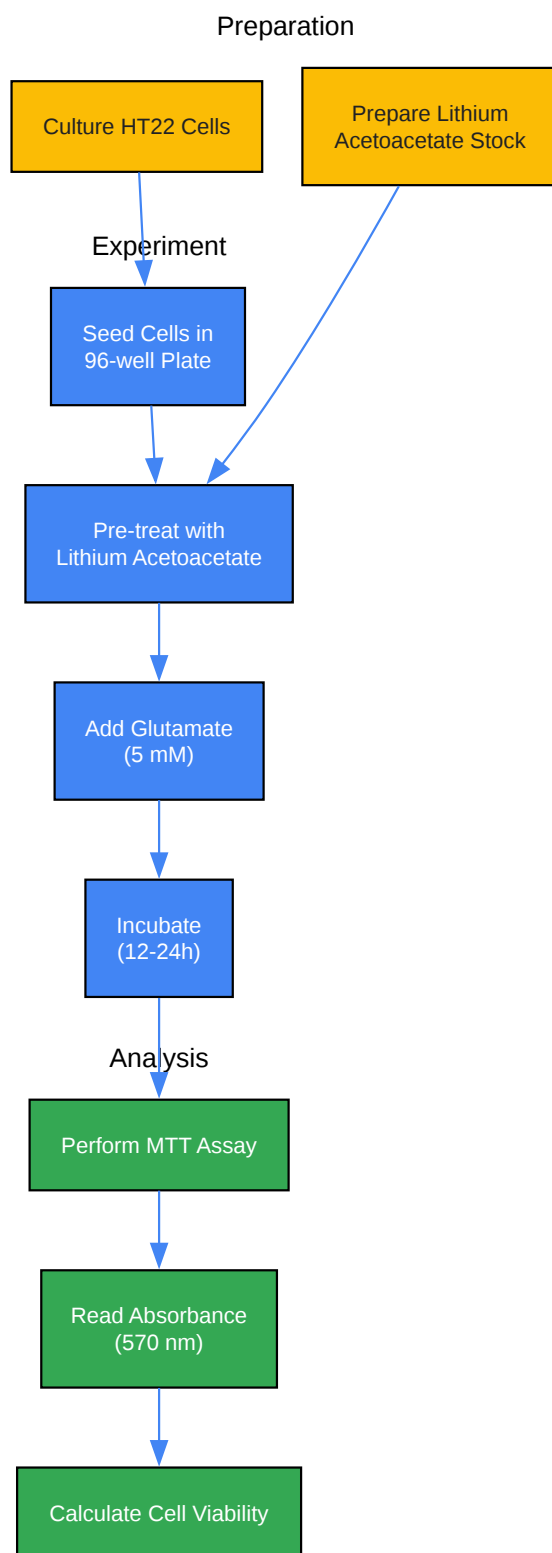 Preparation
Culture HT22 Cells
Prepare Lithium
Acetoacetate Stock
Experiment
Seed Cells in
96-well Plate
Pre-treat with
Lithium Acetoacetate
Add Glutamate
(5 mM)
Incubate
(12-24h)
Analysis
Perform MTT Assay
Read Absorbance
(570 nm)
Calculate Cell Viability